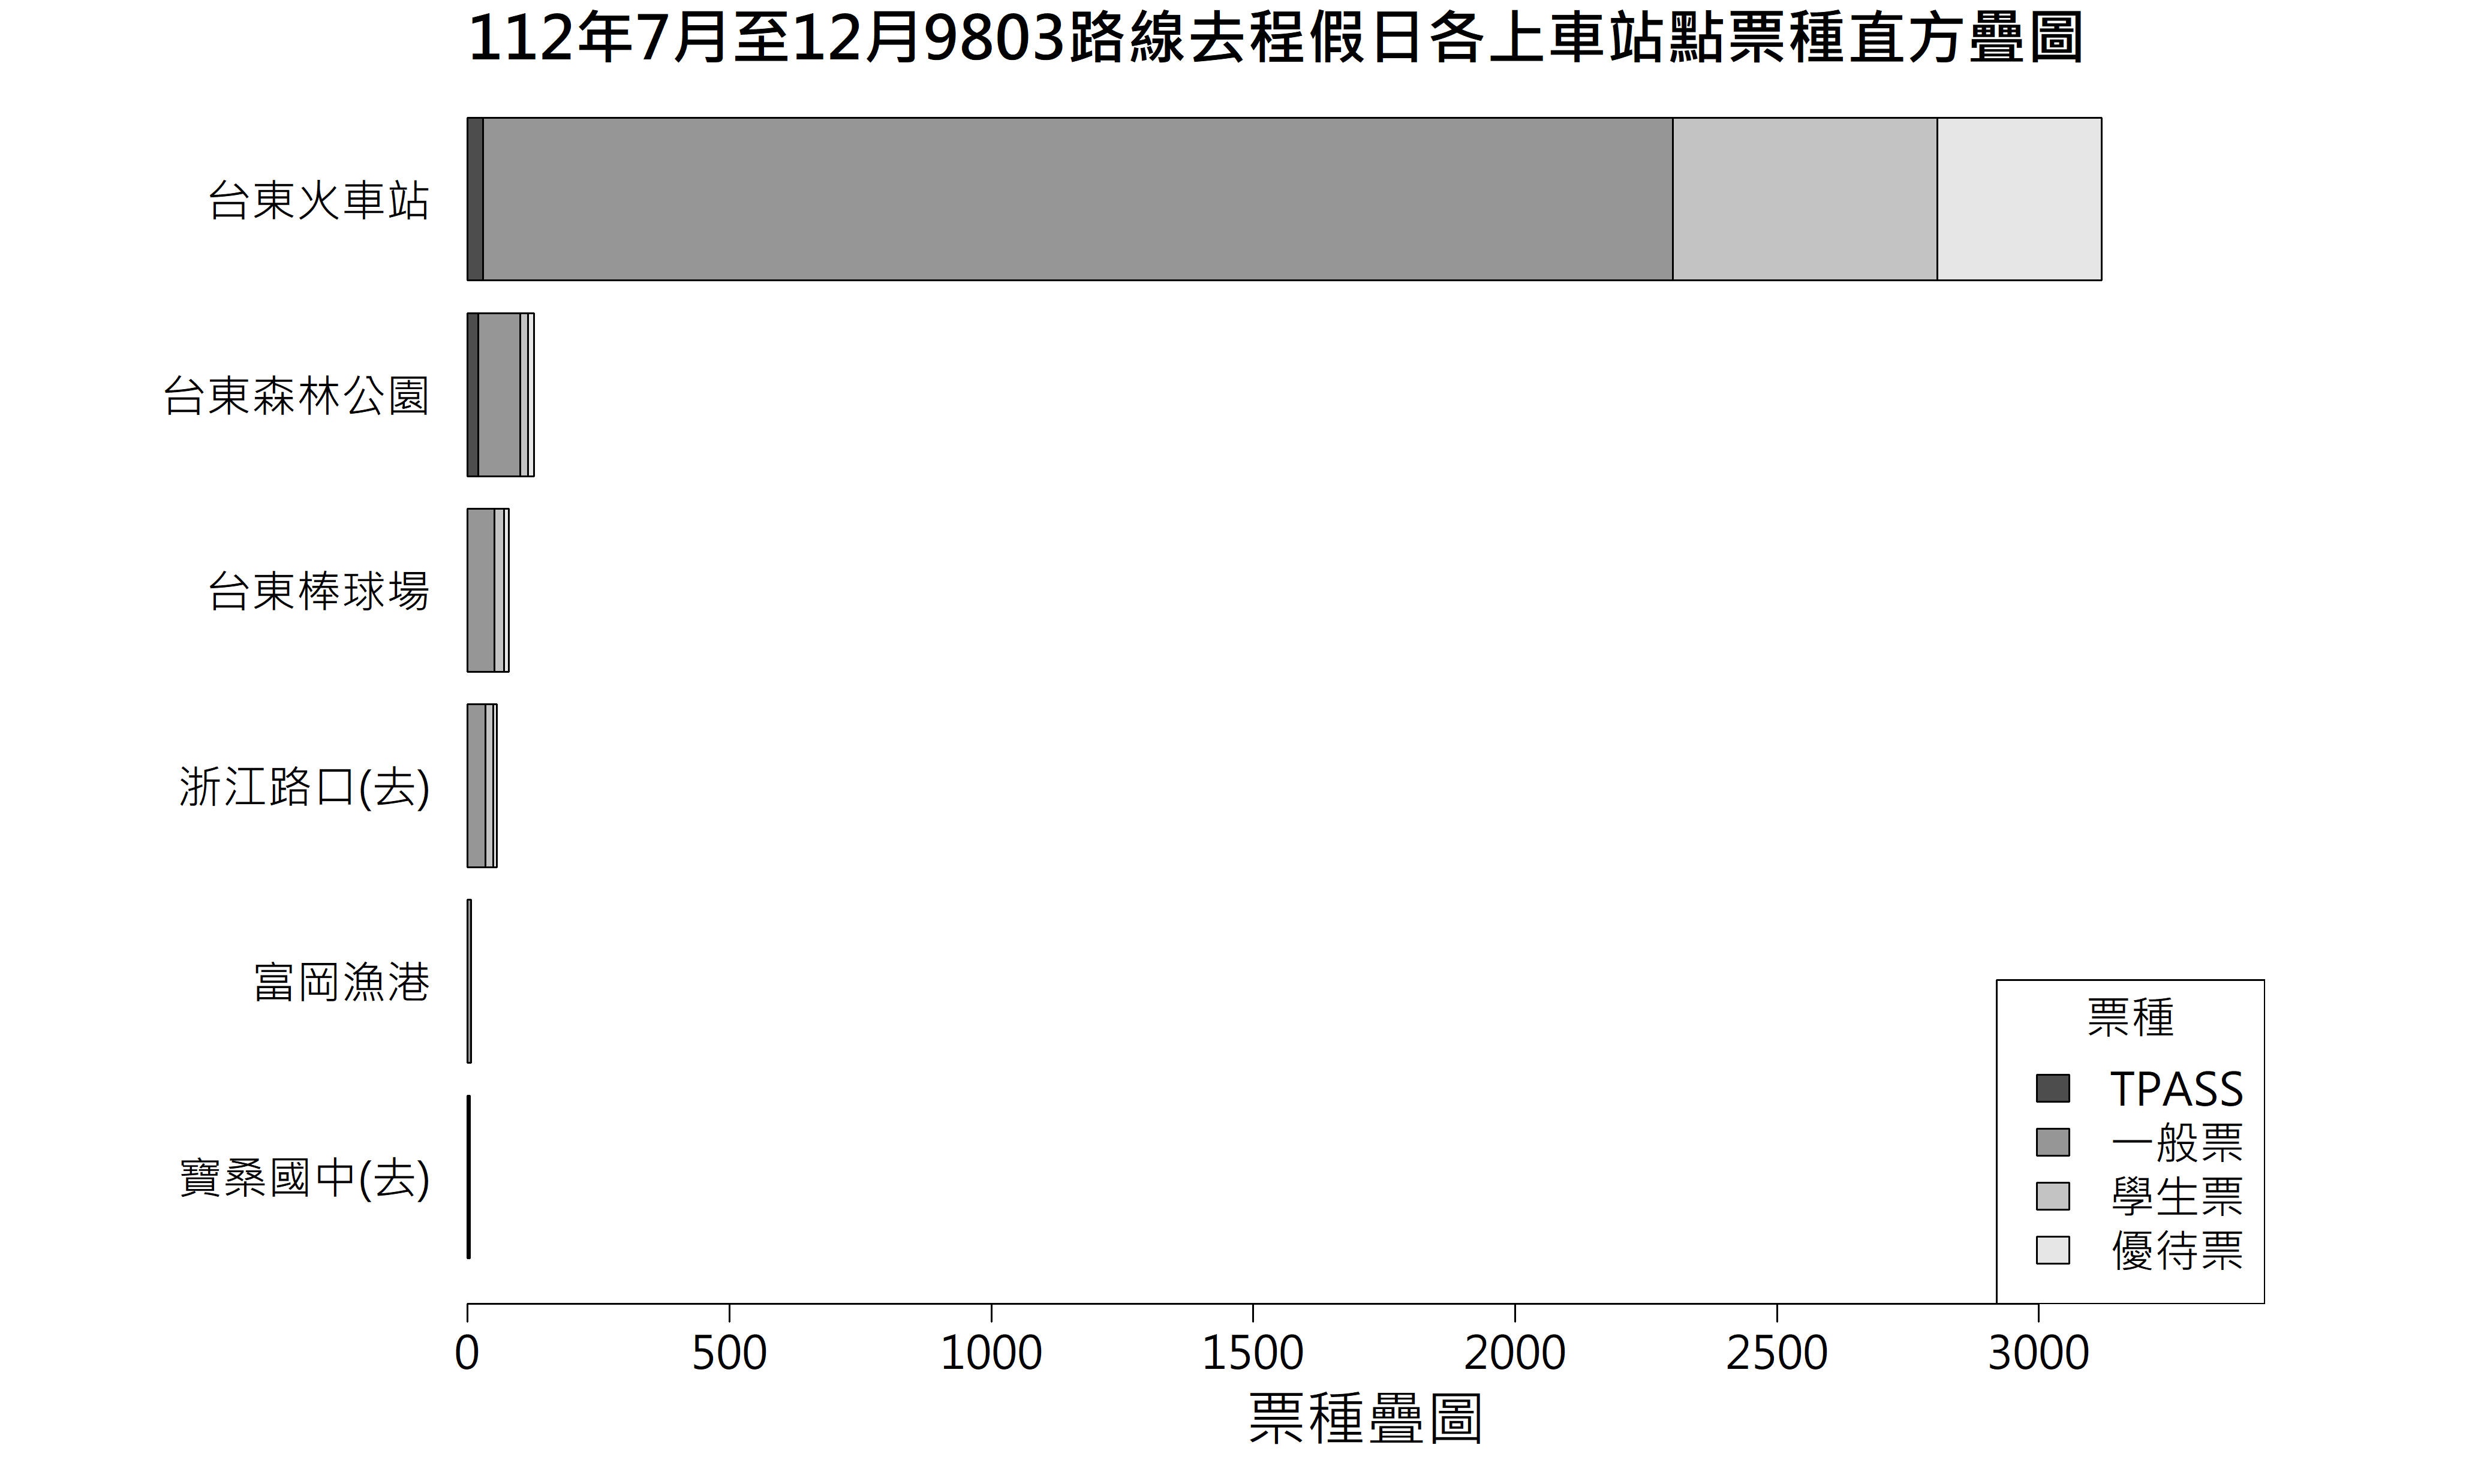 112年7月至12月9803路線去程假日各上車站點票種直方疊圖
台東火車站
台東森林公園
台東棒球場
浙江路口(去)
富岡漁港
寶桑國中(去)
票種
TPASS
一般票
學生票
優待票
0 500 1000 1500 2000 2500 3000
票種疊圖